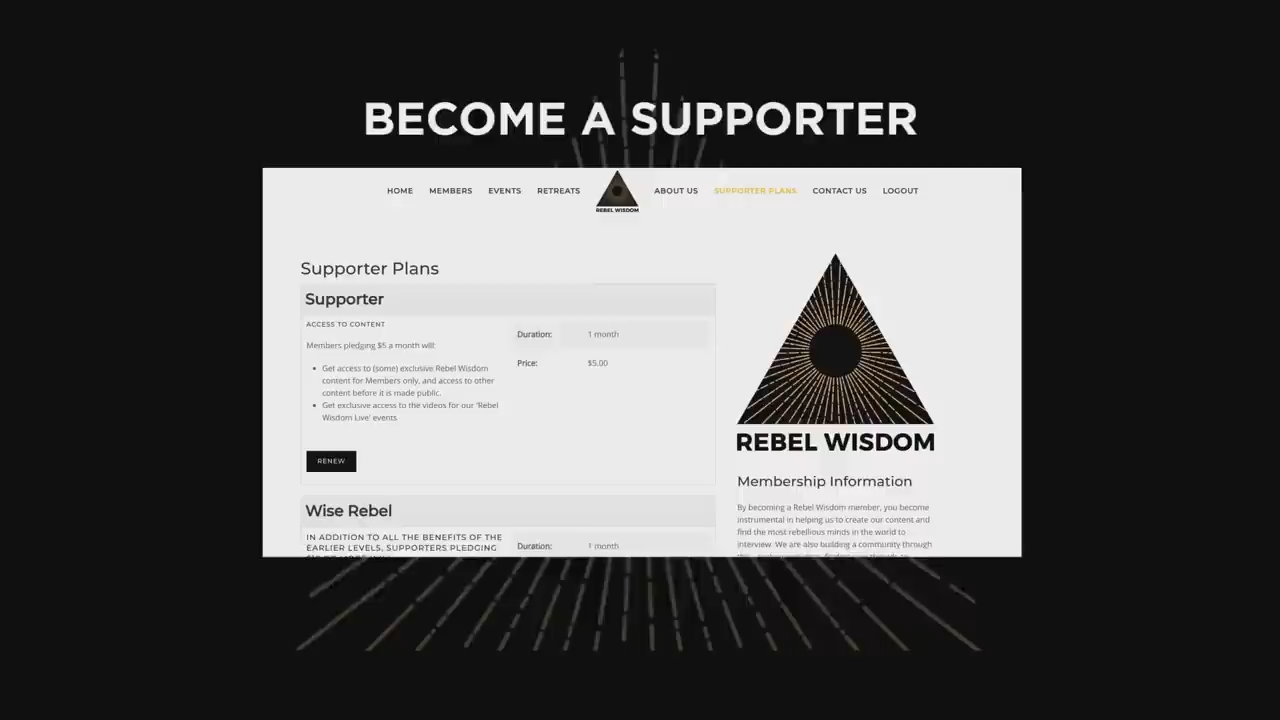 BECOME A SUPPORTER
HOME MEMBERS EVENTS RETREATS REBEL WISDOM ABOUT US SUPPORTER PLANS CONTACT US LOGOUT
Supporter Plans
Supporter
ACCESS TO CONTENT
Members pledging $5 a month will:
• Get access to (some) exclusive Rebel Wisdom
content for Members only, and access to other
content before it is made public.
• Get exclusive access to the videos for our 'Rebel
Wisdom Live' events
Duration: 1 month
Price: $5.00
RENEW
Wise Rebel
IN ADDITION TO ALL THE BENEFITS OF THE
EARLIER LEVELS, SUPPORTERS PLEDGING
Duration: 1 month
REBEL WISDOM
Membership Information
By becoming a Rebel Wisdom member, you become
instrumental in helping us to create our content and
find the most rebellious minds in the world to
interview. We are also building a community through